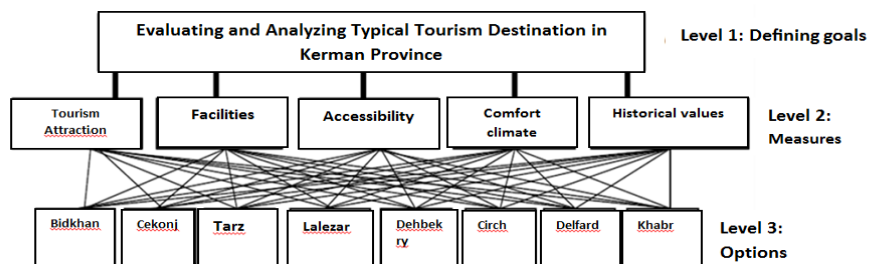 Evaluating and Analyzing Typical Tourism Destination in
Kerman Province
Level 1: Defining goals
Tourism
Attraction
Facilities
Accessibility
Comfort
climate
Historical values
Level 2:
Measures
Bidkhan
Cekonj
Tarz
Lalezar
Dehbek
ry
Circh
Delfard
Khabr
Level 3:
Options